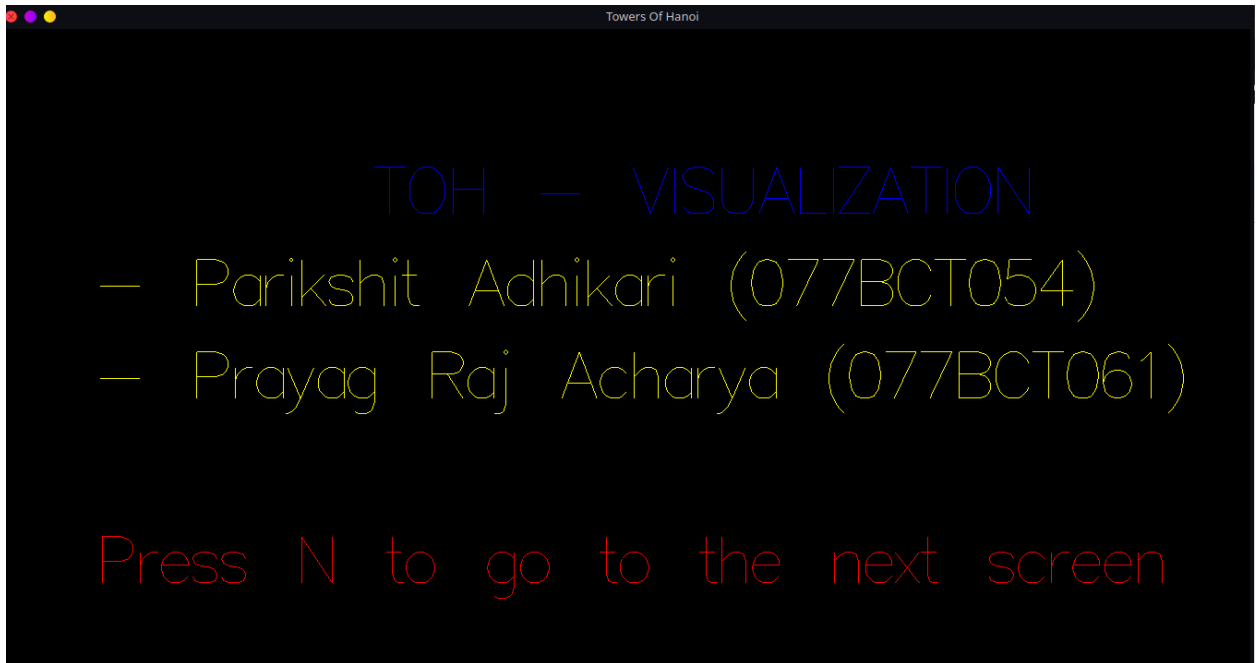 Towers Of Hanoi
TOH - VISUALIZATION
- Parikshit Adhikari (077BCT054)
- Prayag Raj Acharya (077BCT061)
Press N to go to the next screen